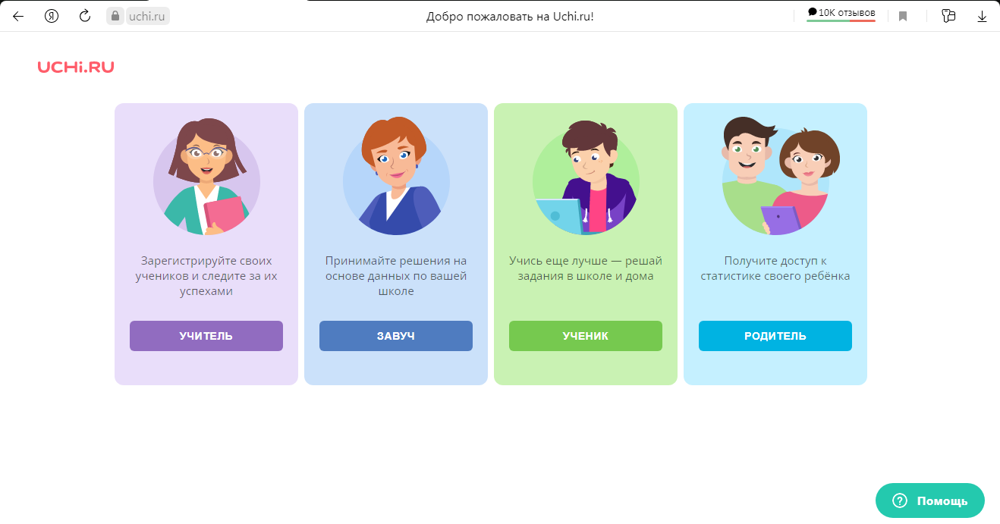 Я
uchi.ru
Добро пожаловать на Uchi.ru!
10K отзывов
UCHi.RU
Зарегистрируйте своих
учеников и следите за их
успехами
УЧИТЕЛЬ
Принимайте решения на
основе данных по вашей
школе
ЗАВУЧ
Учись еще лучше — решай
задания в школе и дома
УЧЕНИК
Получите доступ к
статистике своего ребёнка
РОДИТЕЛЬ
? Помощь